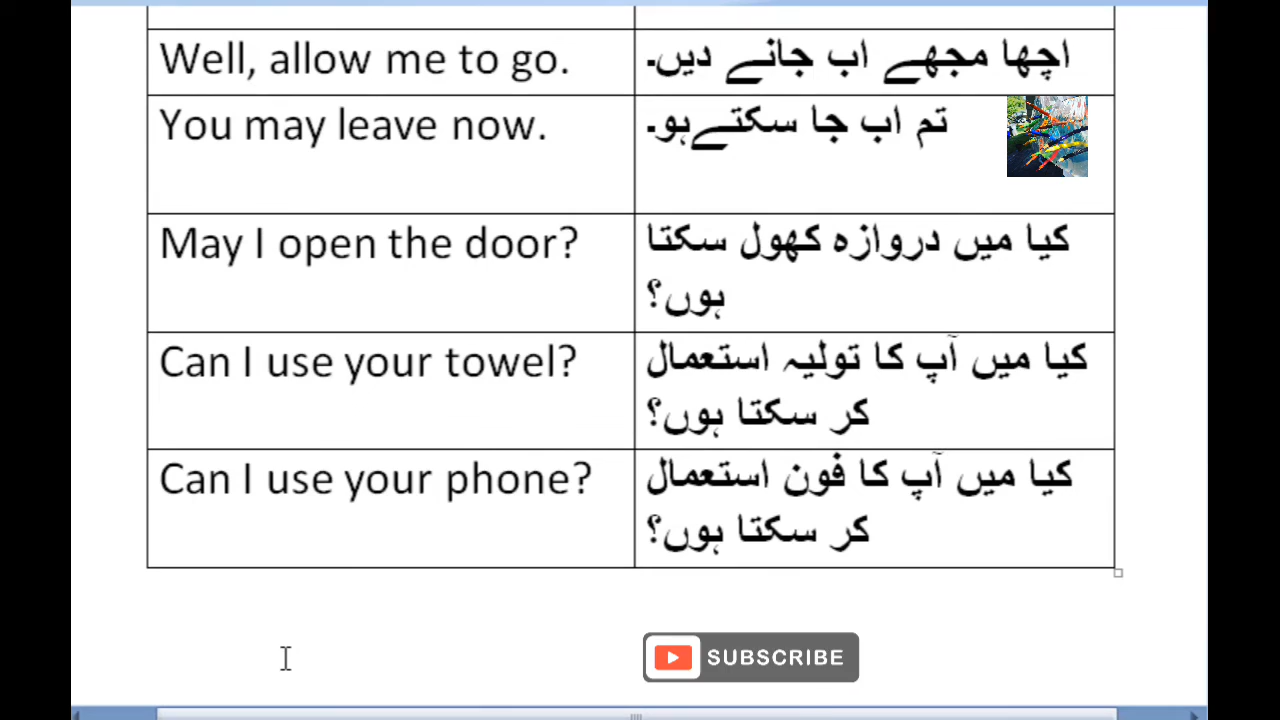 Well, allow me to go.
اچھا مجھے اب جانے دیں۔
You may leave now.
تم اب جا سکتےہو۔
May I open the door?
کیا میں دروازہ کھول سکتا
ہوں؟
Can I use your towel?
کیا میں آپ کا تولیہ استعمال
کر سکتا ہوں؟
Can I use your phone?
کیا میں آپ کا فون استعمال
کر سکتا ہوں؟
SUBSCRIBE